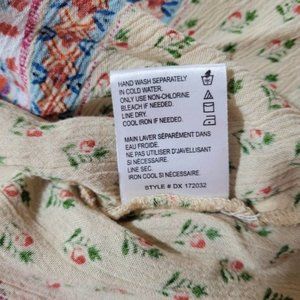 HAND WASH SEPARATELY
IN COLD WATER.
ONLY USE NON-CHLORINE
BLEACH IF NEEDED.
LINE DRY.
COOL IRON IF NEEDED.
MAIN LAVER SÉPARÉMENT DANS
EAU FROIDE.
NE PAS UTILISER D'JAVELLISANT
SI NÉCESSAIRE.
LINE SEC.
IRON COOL SI NÉCESSAIRE.
STYLE # DX 172032